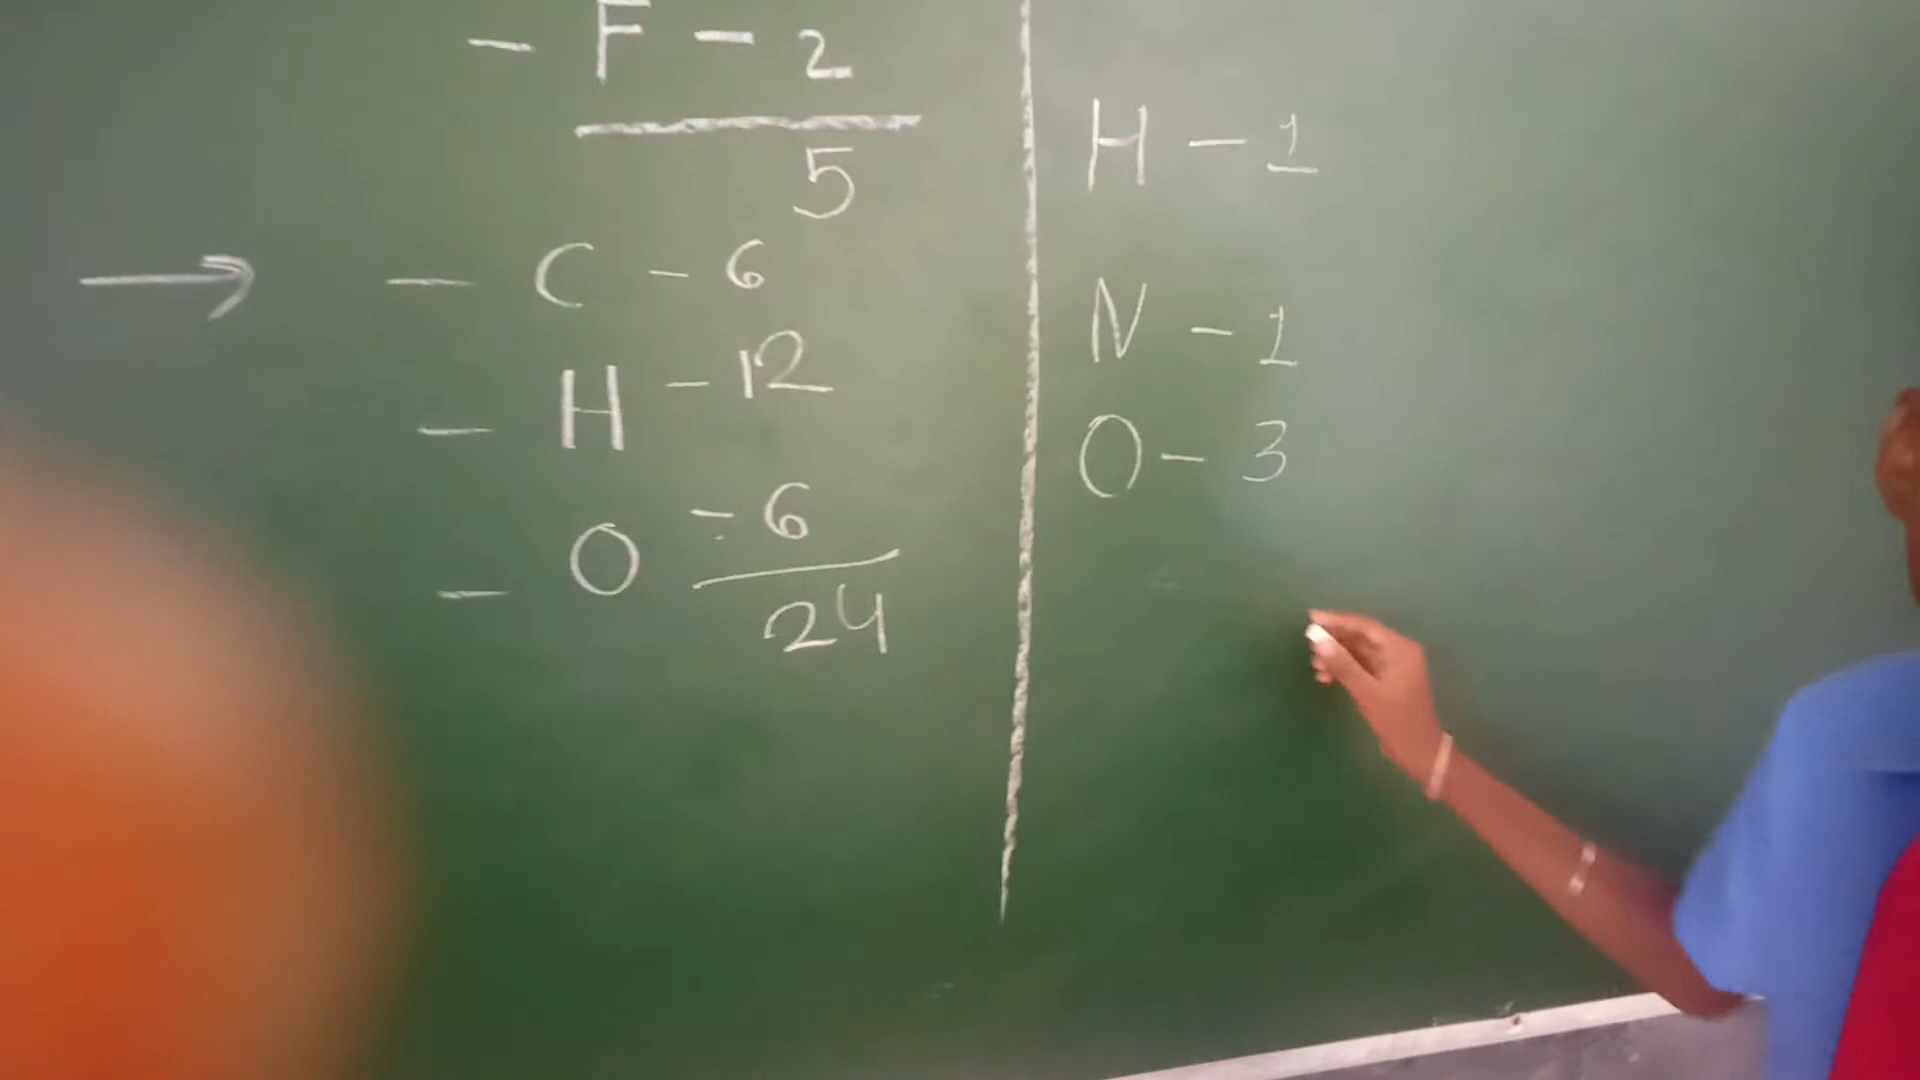 - F - 2
5
→ - C - 6
- H - 12
- O - 6
24
H - 1
N - 1
O - 3